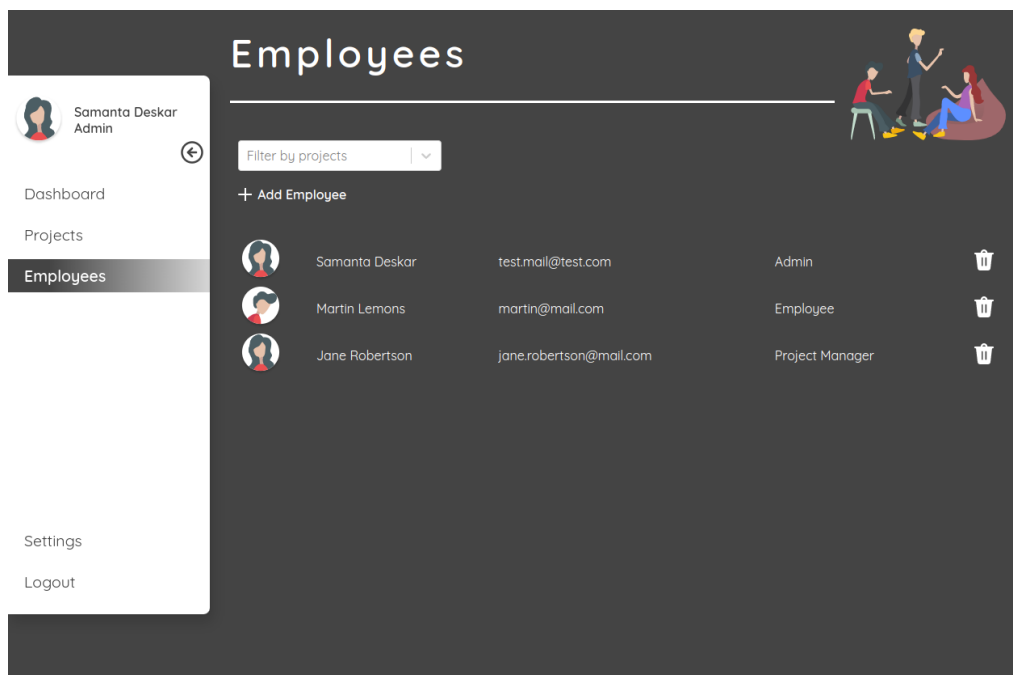 Employees
Samanta Deskar
Admin
Dashboard
Projects
Employees
Settings
Logout
Filter by projects
+ Add Employee
Samanta Deskar test.mail@test.com Admin
Martin Lemons martin@mail.com Employee
Jane Robertson jane.robertson@mail.com Project Manager